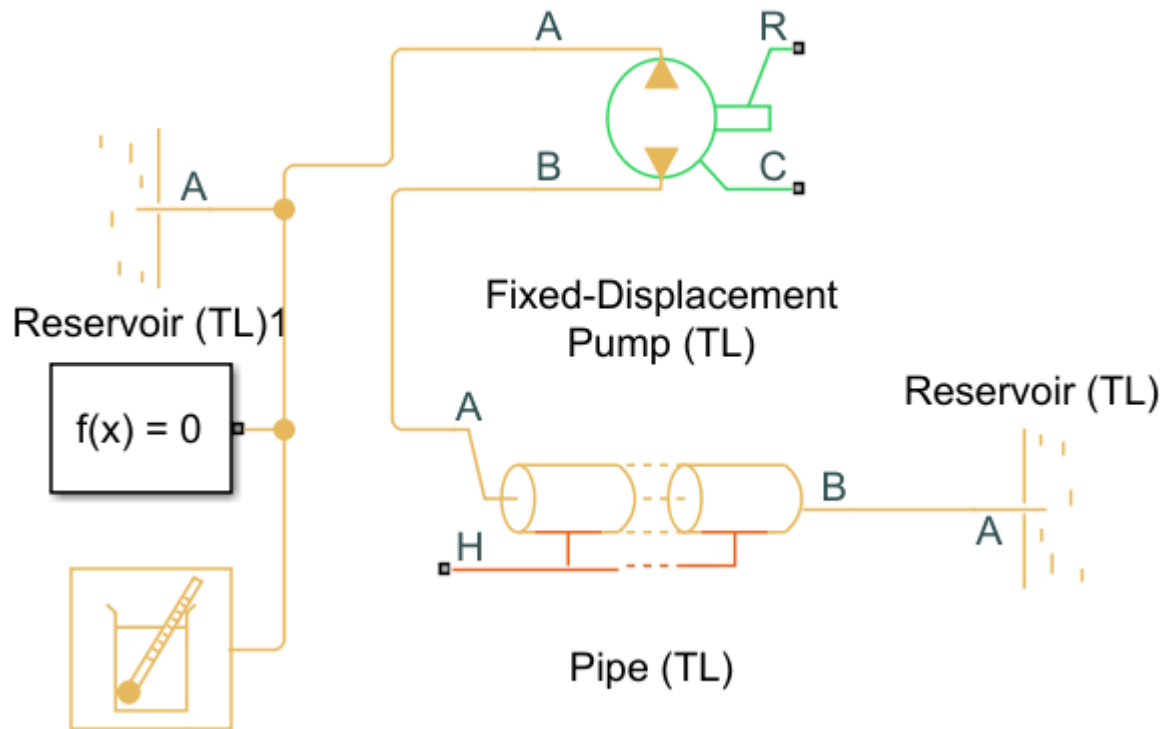 A
R
B
C
A
Reservoir (TL)1
Fixed-Displacement
Pump (TL)
f(x) = 0
A
Reservoir (TL)
B
A
H
Pipe (TL)